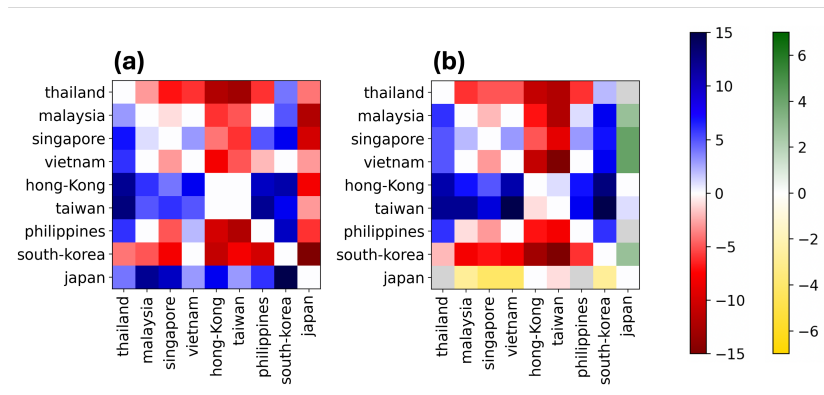 (a)
(b)
thailand
malaysia
singapore
vietnam
hong-Kong
taiwan
philippines
south-korea
japan
thailand
malaysia
singapore
vietnam
hong-Kong
taiwan
philippines
south-korea
japan
thailand
malaysia
singapore
vietnam
hong-Kong
taiwan
philippines
south-korea
japan
thailand
malaysia
singapore
vietnam
hong-Kong
taiwan
philippines
south-korea
japan
15
10
5
0
−5
−10
−15
6
4
2
0
−2
−4
−6